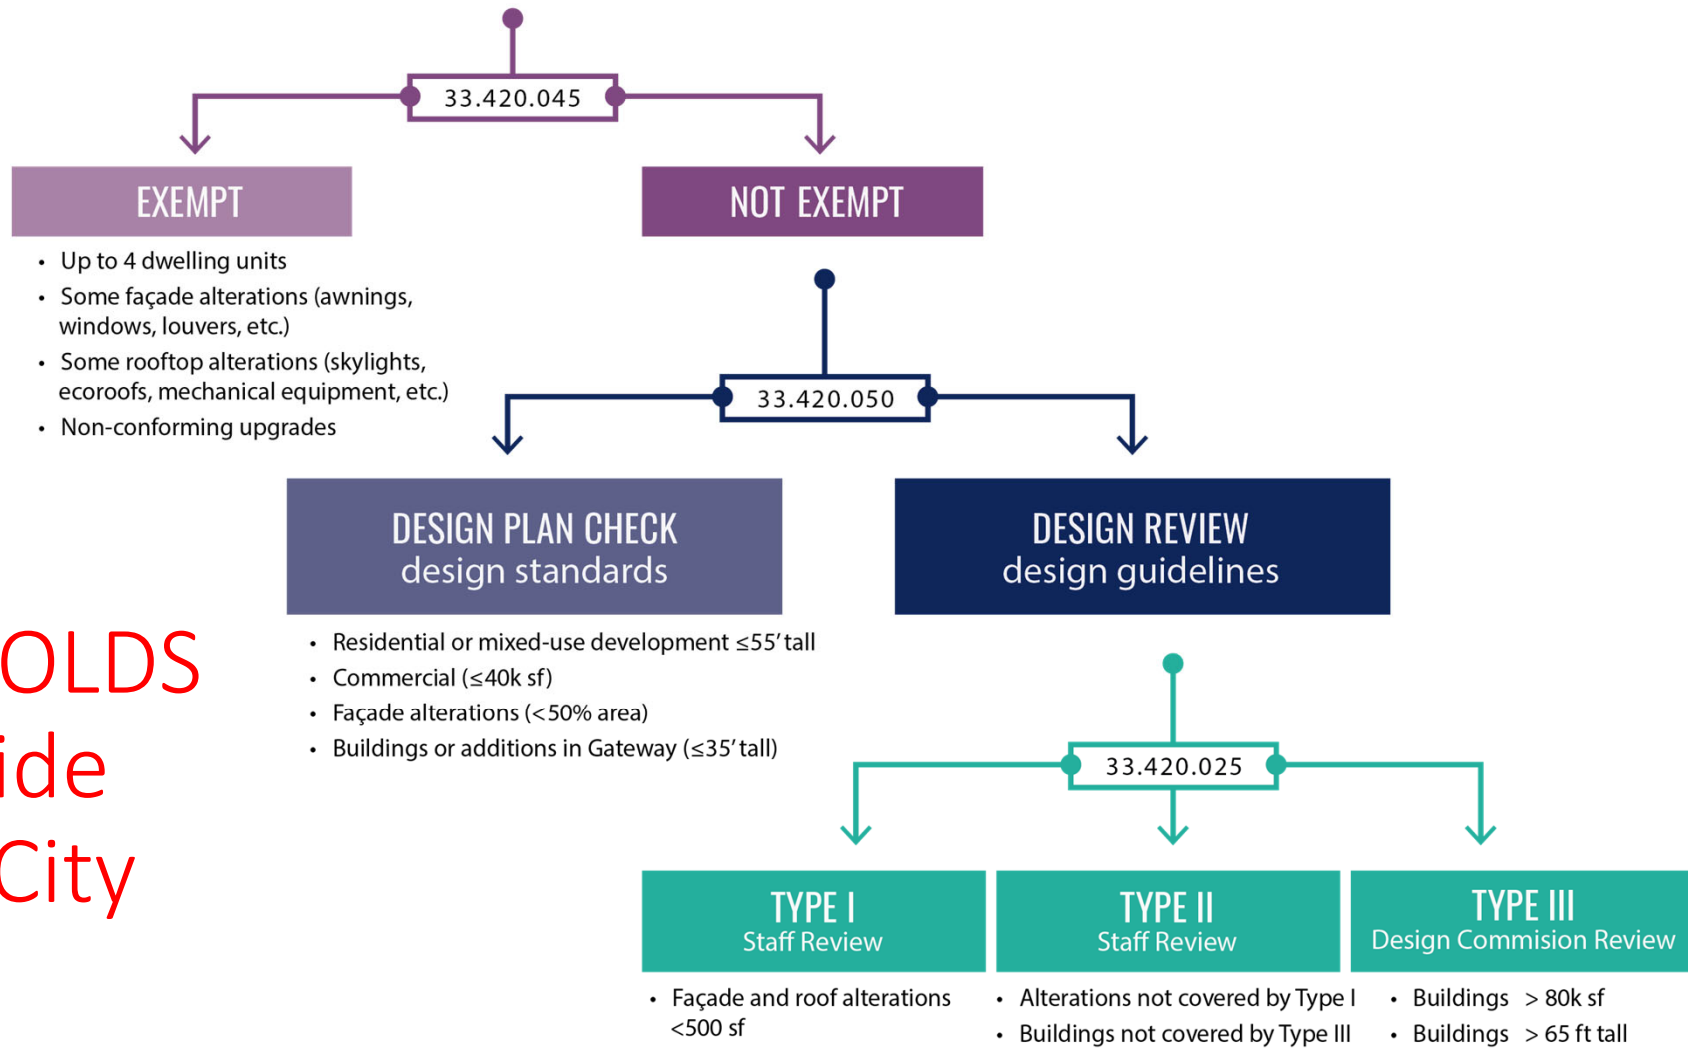 33.420.045
EXEMPT
NOT EXEMPT
• Up to 4 dwelling units
• Some façade alterations (awnings,
windows, louvers, etc.)
• Some rooftop alterations (skylights,
ecoroofs, mechanical equipment, etc.)
• Non-conforming upgrades
33.420.050
DESIGN PLAN CHECK
design standards
DESIGN REVIEW
design guidelines
• Residential or mixed-use development ≤55' tall
• Commercial (≤40k sf)
• Façade alterations (<50% area)
• Buildings or additions in Gateway (≤35' tall)
OLDS
ide
City
33.420.025
TYPE I
Staff Review
TYPE II
Staff Review
TYPE III
Design Commision Review
• Façade and roof alterations
<500 sf
• Alterations not covered by Type I
• Buildings not covered by Type III
• Buildings > 80k sf
• Buildings > 65 ft tall